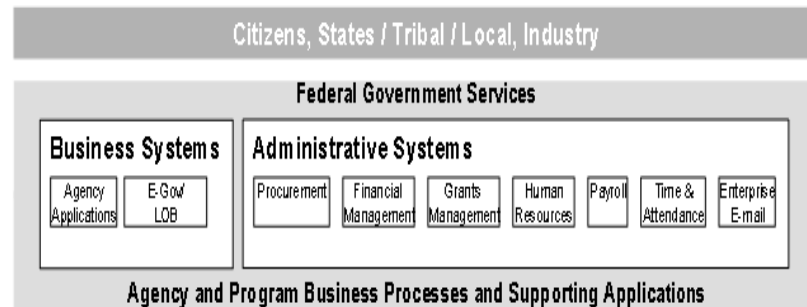 Citizens, States / Tribal / Local, Industry
Federal Government Services
Business Systems
Agency
Applications
E-Gov/
LOB
Administrative Systems
Procurement
Financial
Management
Grants
Management
Human
Resources
Payroll
Time &
Attendance
Enterprise
E-mail
Agency and Program Business Processes and Supporting Applications